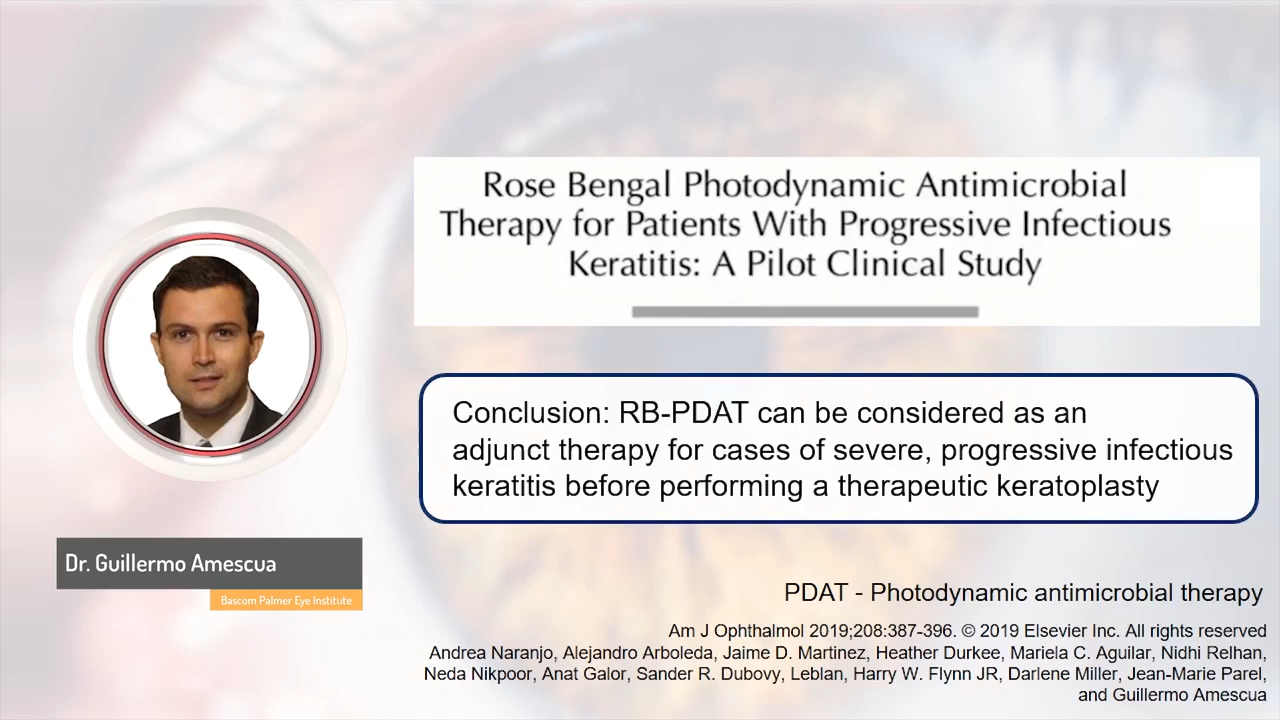 Rose Bengal Photodynamic Antimicrobial
Therapy for Patients With Progressive Infectious
Keratitis: A Pilot Clinical Study
Conclusion: RB-PDAT can be considered as an
adjunct therapy for cases of severe, progressive infectious
keratitis before performing a therapeutic keratoplasty
Dr. Guillermo Amescua
Bascom Palmer Eye Institute
PDAT - Photodynamic antimicrobial therapy
Am J Ophthalmol 2019;208:387-396. © 2019 Elsevier Inc. All rights reserved
Andrea Naranjo, Alejandro Arboleda, Jaime D. Martinez, Heather Durkee, Mariela C. Aguilar, Nidhi Relhan,
Neda Nikpoor, Anat Galor, Sander R. Dubovy, Leblan, Harry W. Flynn JR, Darlene Miller, Jean-Marie Parel,
and Guillermo Amescua